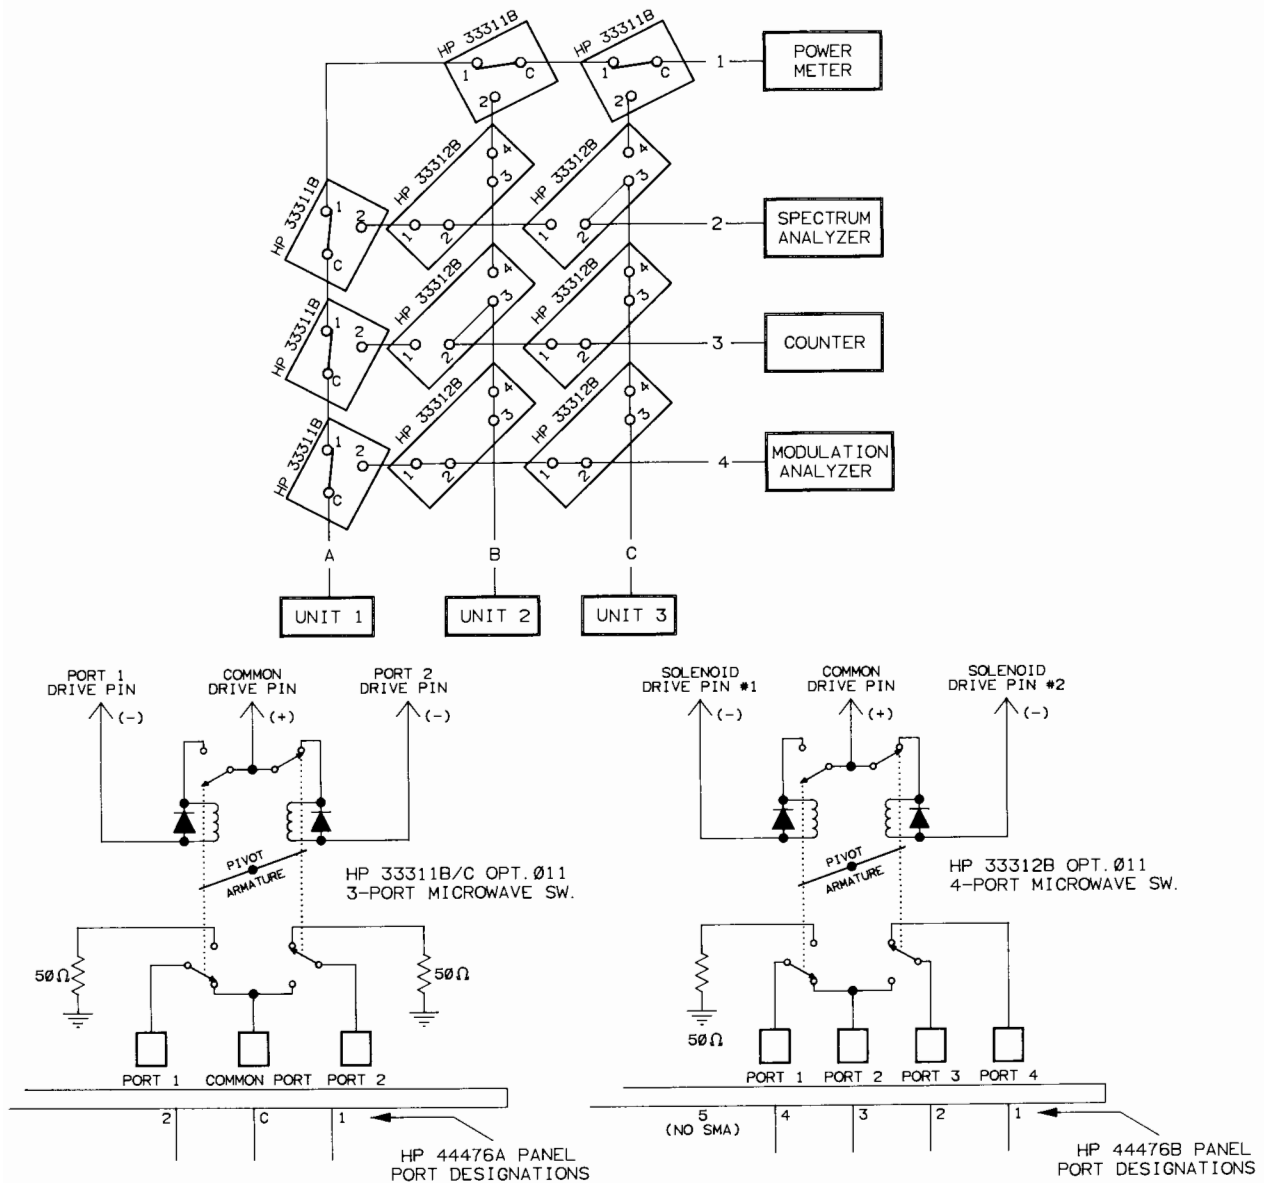 HP 33311B
1
C
2
HP 33311B
1
C
2
1
POWER
METER
HP 33312B
4
3
1
2
HP 33312B
4
3
2
HP 33311B
1
2
C
2
SPECTRUM
ANALYZER
HP 33312B
4
3
1
2
HP 33312B
4
3
1
2
HP 33311B
1
2
C
3
COUNTER
HP 33312B
4
3
1
2
HP 33312B
4
3
1
2
HP 33311B
1
2
C
4
MODULATION
ANALYZER
A
B
C
UNIT 1
UNIT 2
UNIT 3
PORT 1
DRIVE PIN
(-)
COMMON
DRIVE PIN
(+)
PORT 2
DRIVE PIN
(-)
PIVOT
ARMATURE
HP 33311B/C OPT.Ø11
3-PORT MICROWAVE SW.
5ØΩ
5ØΩ
PORT 1
COMMON PORT
PORT 2
2
C
1
HP 44476A PANEL
PORT DESIGNATIONS
SOLENOID
DRIVE PIN #1
(-)
COMMON
DRIVE PIN
(+)
SOLENOID
DRIVE PIN #2
(-)
PIVOT
ARMATURE
HP 33312B OPT.Ø11
4-PORT MICROWAVE SW.
5ØΩ
PORT 1
PORT 2
PORT 3
PORT 4
5
(NO SMA)
4
3
2
1
HP 44476B PANEL
PORT DESIGNATIONS